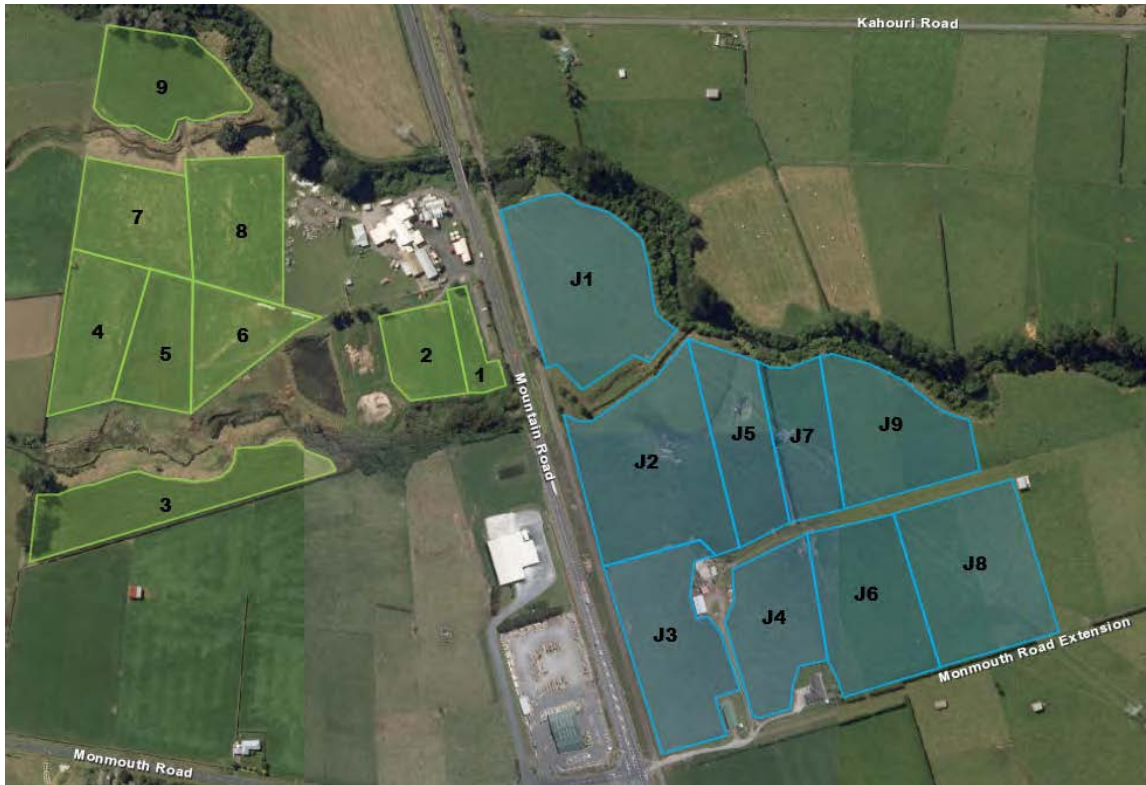 Kahouri Road
9
7
8
J1
4
5
6
2
1
Mountain Road
J2
J5
J7
J9
3
J3
J4
J6
J8
Monmouth Road Extension
Monmouth Road